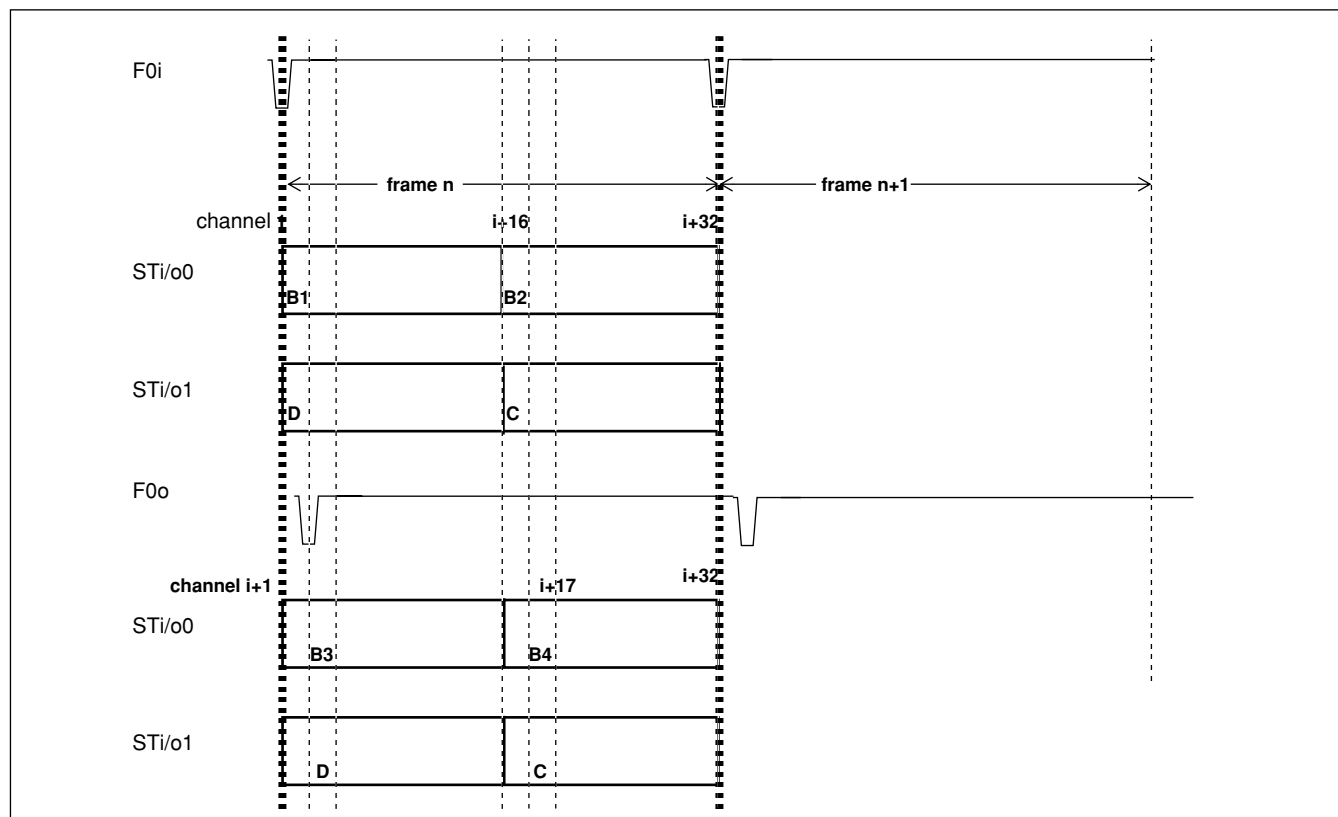 F0i
frame n
frame n+1
channel i
i+16
i+32
STi/o0
B1
B2
STi/o1
D
C
F0o
channel i+1
i+17
i+32
STi/o0
B3
B4
STi/o1
D
C